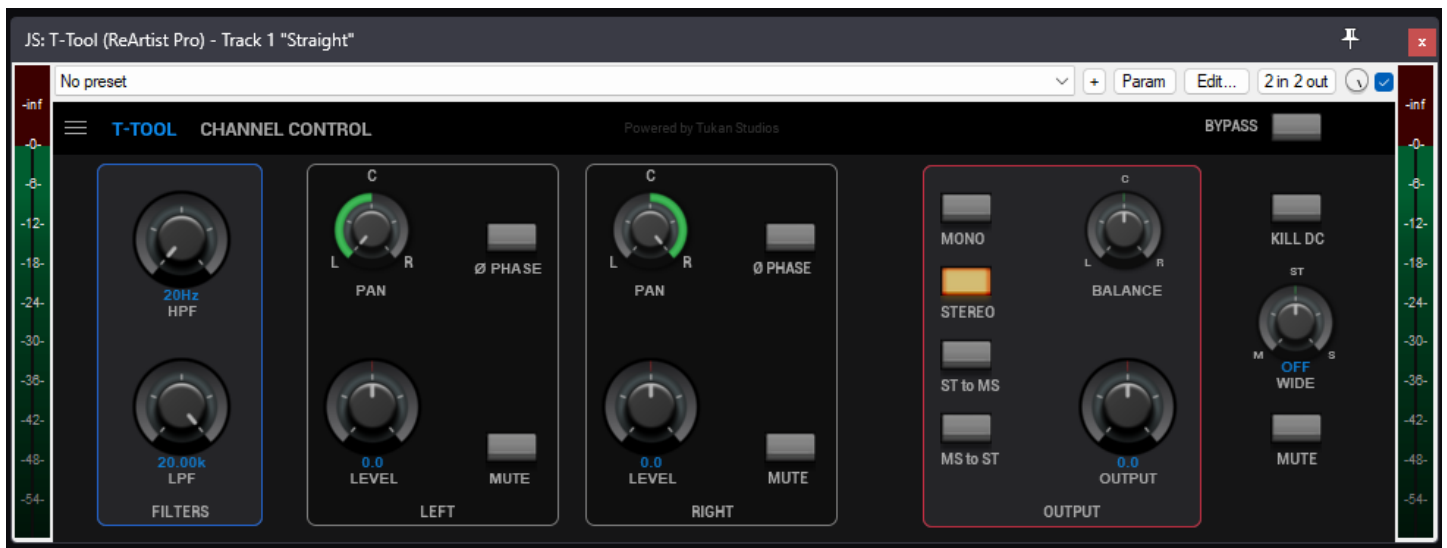 JS: T-Tool (ReArtist Pro) - Track 1 "Straight"
x
No preset
+
Param
Edit...
2 in 2 out
-inf
-0-
-6-
-12-
-18-
-24-
-30-
-36-
-42-
-48-
-54-
T-TOOL CHANNEL CONTROL
Powered by Tukan Studios
BYPASS
20Hz
HPF
20.00k
LPF
FILTERS
C
L
R
PAN
Ø PHASE
0.0
LEVEL
MUTE
LEFT
C
L
R
PAN
Ø PHASE
0.0
LEVEL
MUTE
RIGHT
MONO
STEREO
ST to MS
MS to ST
C
L
R
BALANCE
0.0
OUTPUT
OUTPUT
KILL DC
ST
M
S
OFF
WIDE
MUTE
-inf
-0-
-6-
-12-
-18-
-24-
-30-
-36-
-42-
-48-
-54-